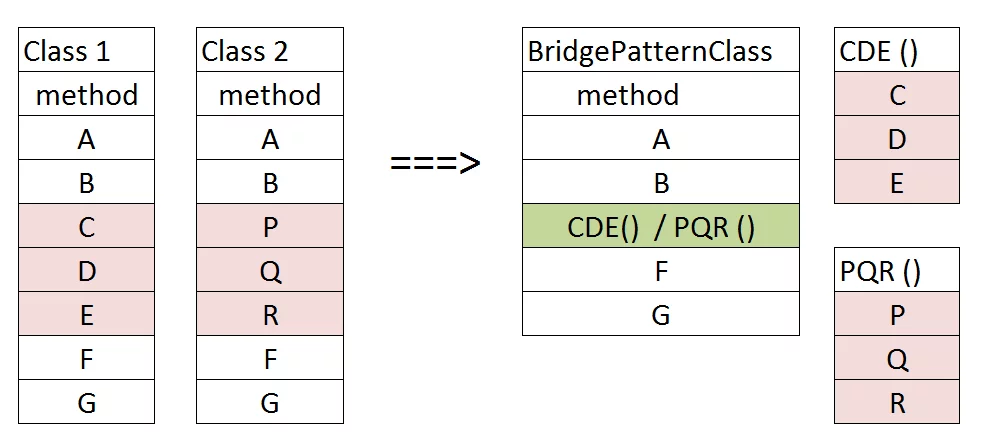 Class 1
method
A
B
C
D
E
F
G
Class 2
method
A
B
P
Q
R
F
G
===>
BridgePatternClass
method
A
B
CDE() / PQR ()
F
G
CDE ()
C
D
E
PQR ()
P
Q
R